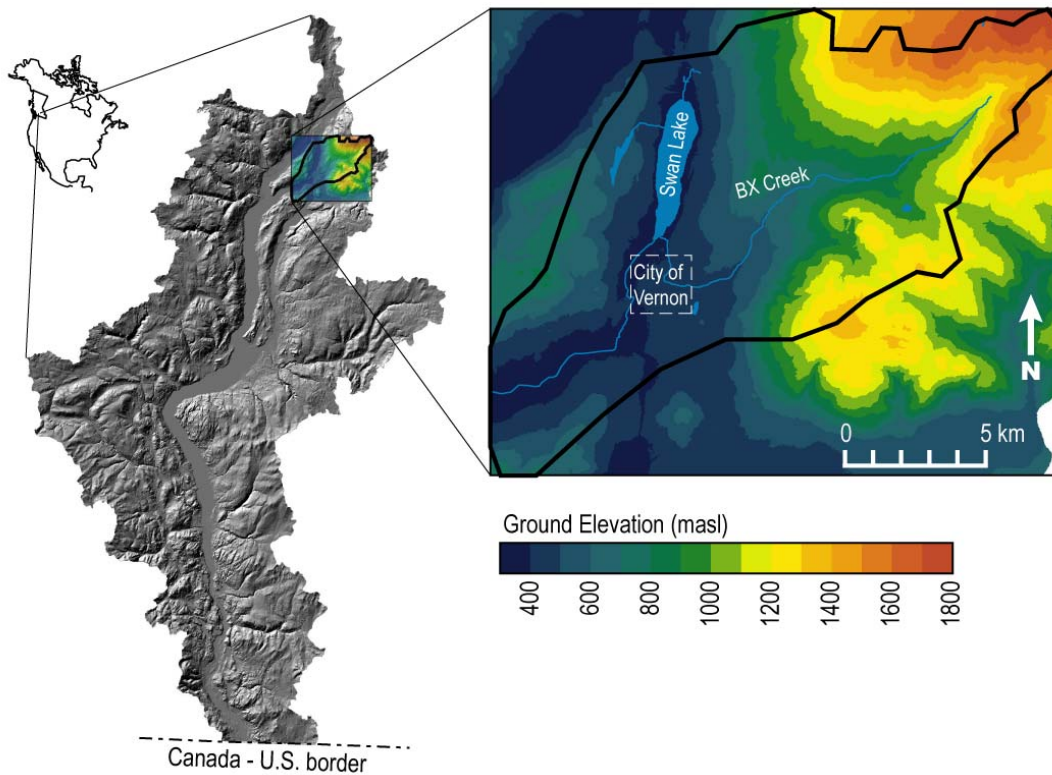 Swan Lake
BX Creek
City of
Vernon
N
0 5 km
Ground Elevation (masl)
400 600 800 1000 1200 1400 1600 1800
Canada - U.S. border